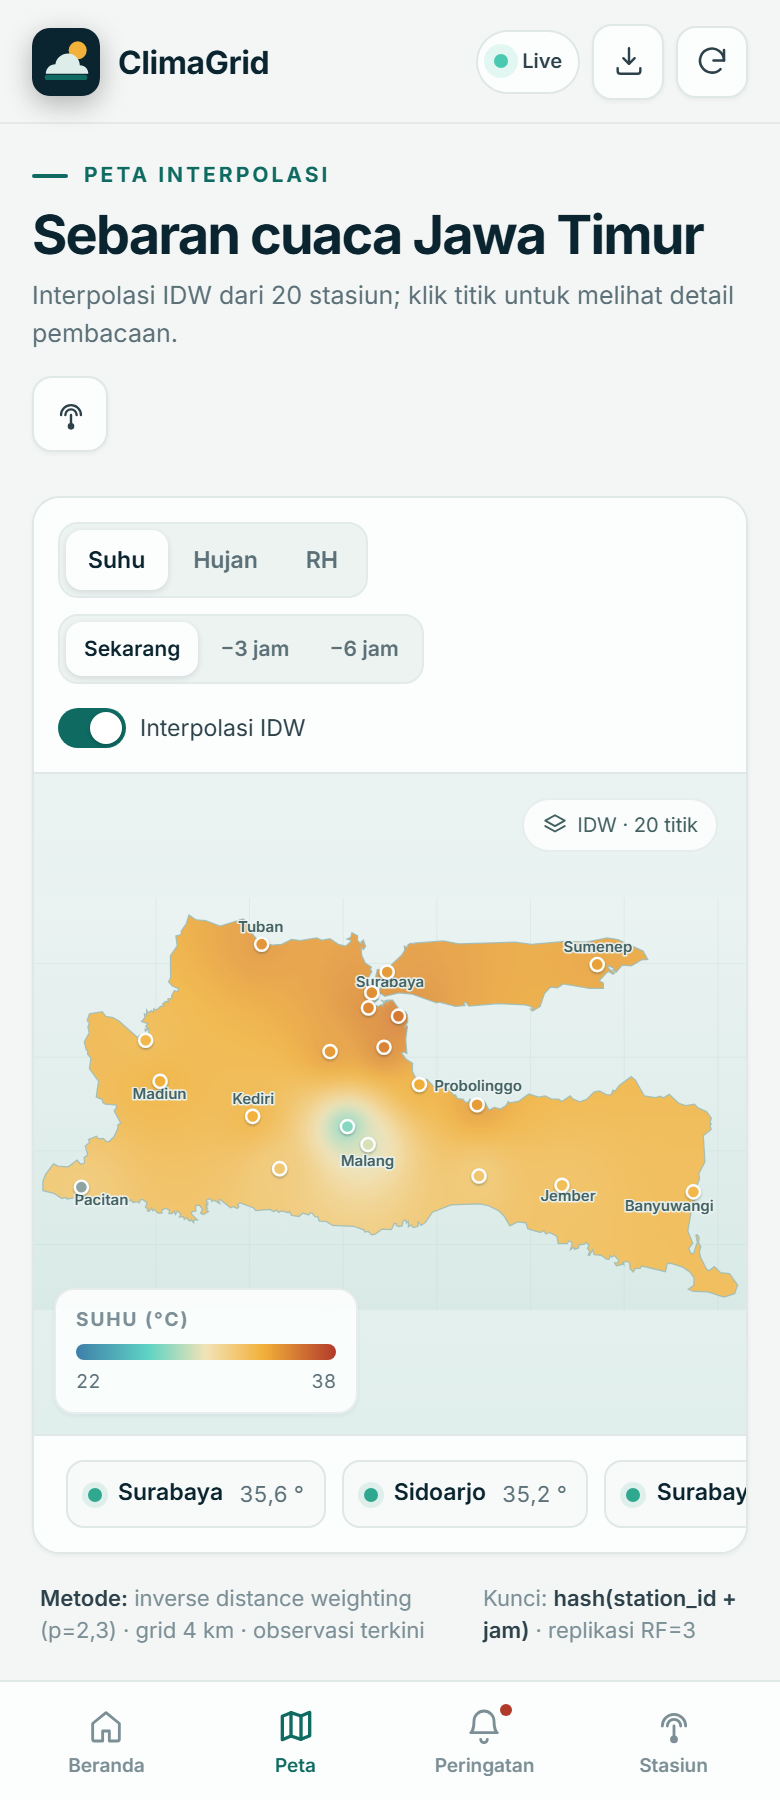 ClimaGrid
Live
PETA INTERPOLASI
Sebaran cuaca Jawa Timur
Interpolasi IDW dari 20 stasiun; klik titik untuk melihat detail
pembacaan.
Suhu Hujan RH
Sekarang −3 jam −6 jam
Interpolasi IDW
IDW · 20 titik
Tuban
Sumenep
Surabaya
Probolinggo
Madiun
Kediri
Malang
Pacitan
Jember
Banyuwangi
SUHU (°C)
22 38
Surabaya 35,6 °
Sidoarjo 35,2 °
Surabay
Metode: inverse distance weighting
(p=2,3) · grid 4 km · observasi terkini
Kunci: hash(station_id +
jam) · replikasi RF=3
Beranda
Peta
Peringatan
Stasiun